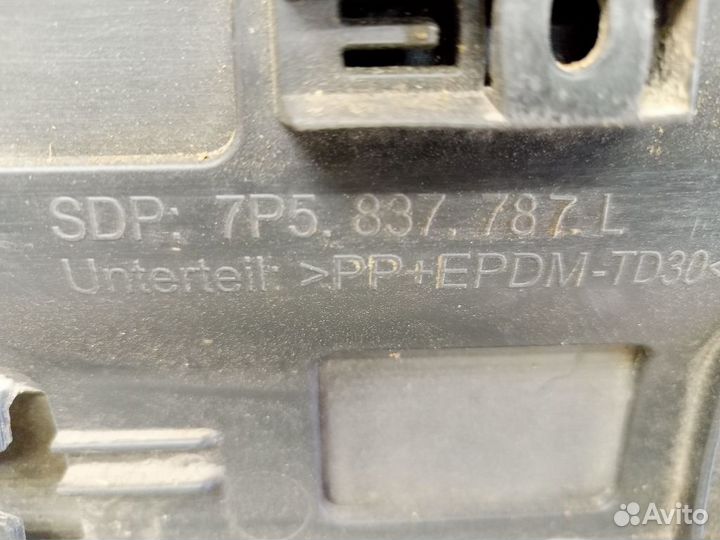 SDP: 7P5.837.787.L
Unterteil: >PP+EPDM-TD30<
Avito